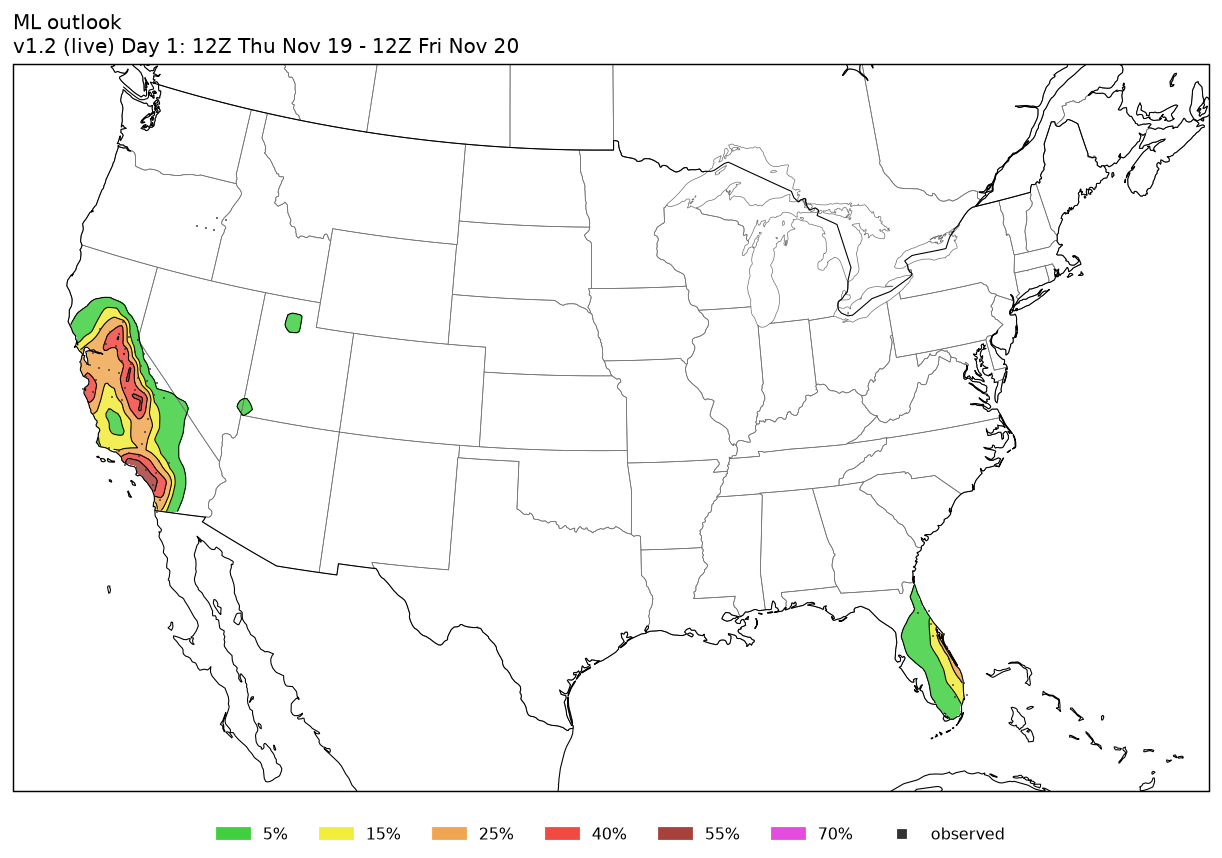 ML outlook
v1.2 (live) Day 1: 12Z Thu Nov 19 - 12Z Fri Nov 20
5% 15% 25% 40% 55% 70% observed